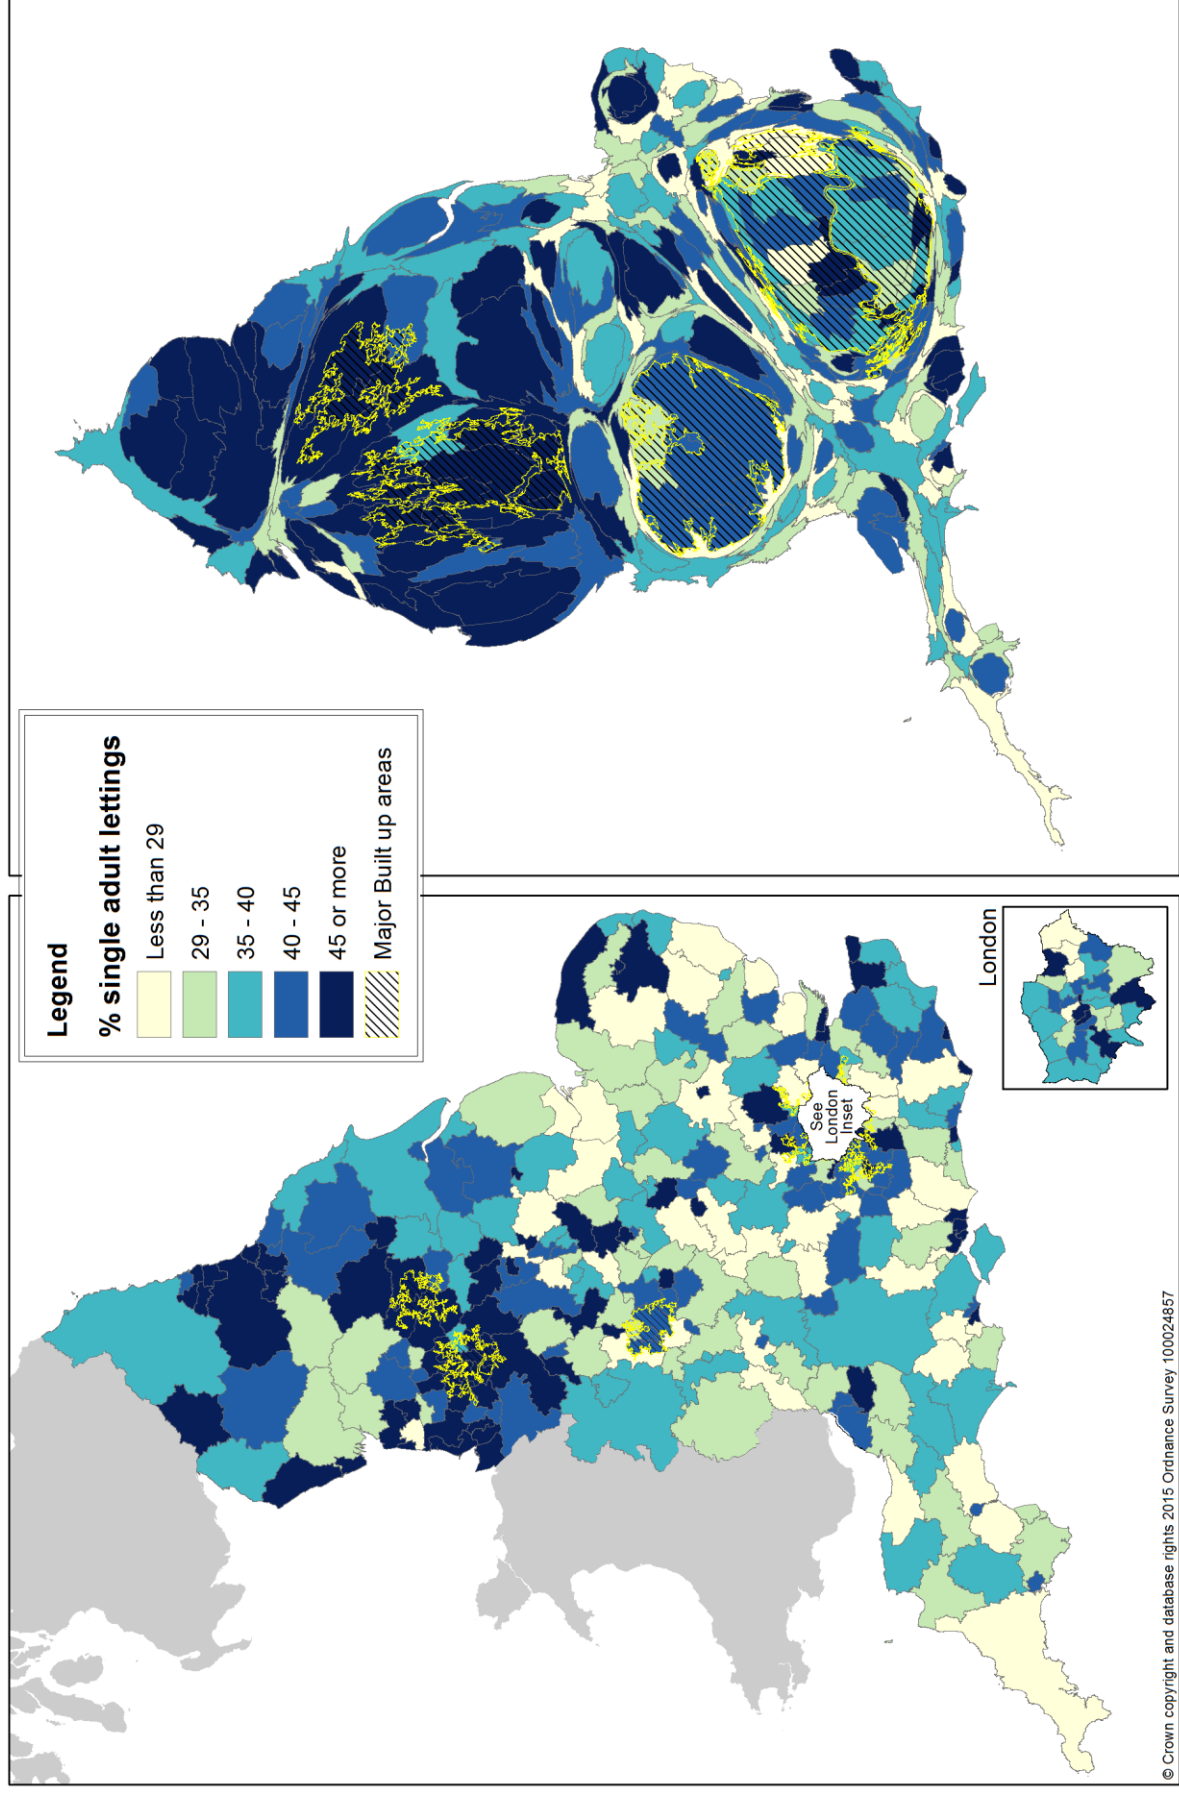 Legend
% single adult lettings
Less than 29
29 - 35
35 - 40
40 - 45
45 or more
Major Built up areas
See
London
Inset
London
© Crown copyright and database rights 2015 Ordnance Survey 100024857